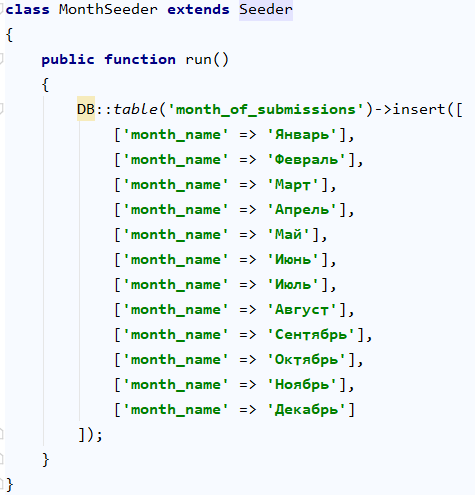 class MonthSeeder extends Seeder
{
    public function run()
    {
        DB::table('month_of_submissions')->insert([
            ['month_name' => 'Январь'],
            ['month_name' => 'Февраль'],
            ['month_name' => 'Март'],
            ['month_name' => 'Апрель'],
            ['month_name' => 'Май'],
            ['month_name' => 'Июнь'],
            ['month_name' => 'Июль'],
            ['month_name' => 'Август'],
            ['month_name' => 'Сентябрь'],
            ['month_name' => 'Октябрь'],
            ['month_name' => 'Ноябрь'],
            ['month_name' => 'Декабрь']
        ]);
    }
}